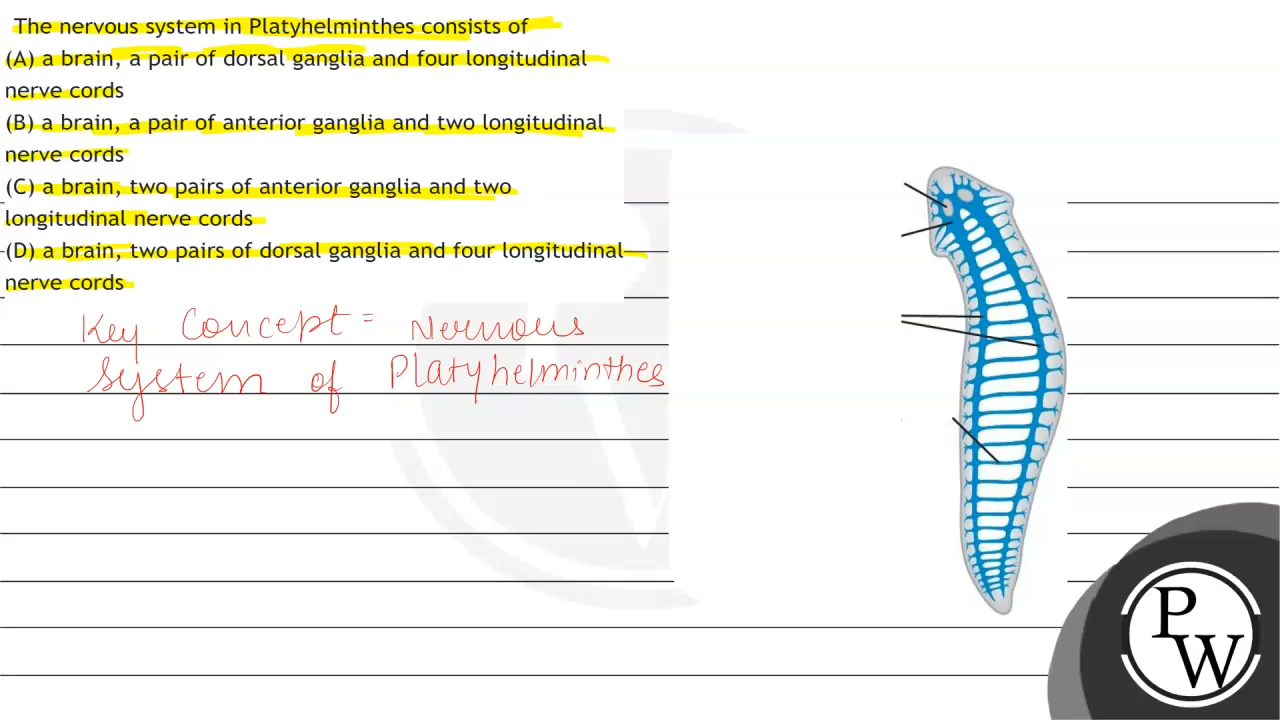 The nervous system in Platyhelminthes consists of
(A) a brain, a pair of dorsal ganglia and four longitudinal
nerve cords
(B) a brain, a pair of anterior ganglia and two longitudinal
nerve cords
(C) a brain, two pairs of anterior ganglia and two
longitudinal nerve cords
(D) a brain, two pairs of dorsal ganglia and four longitudinal
nerve cords
Key Concept = Nervous
System of Platyhelminthes
P
W